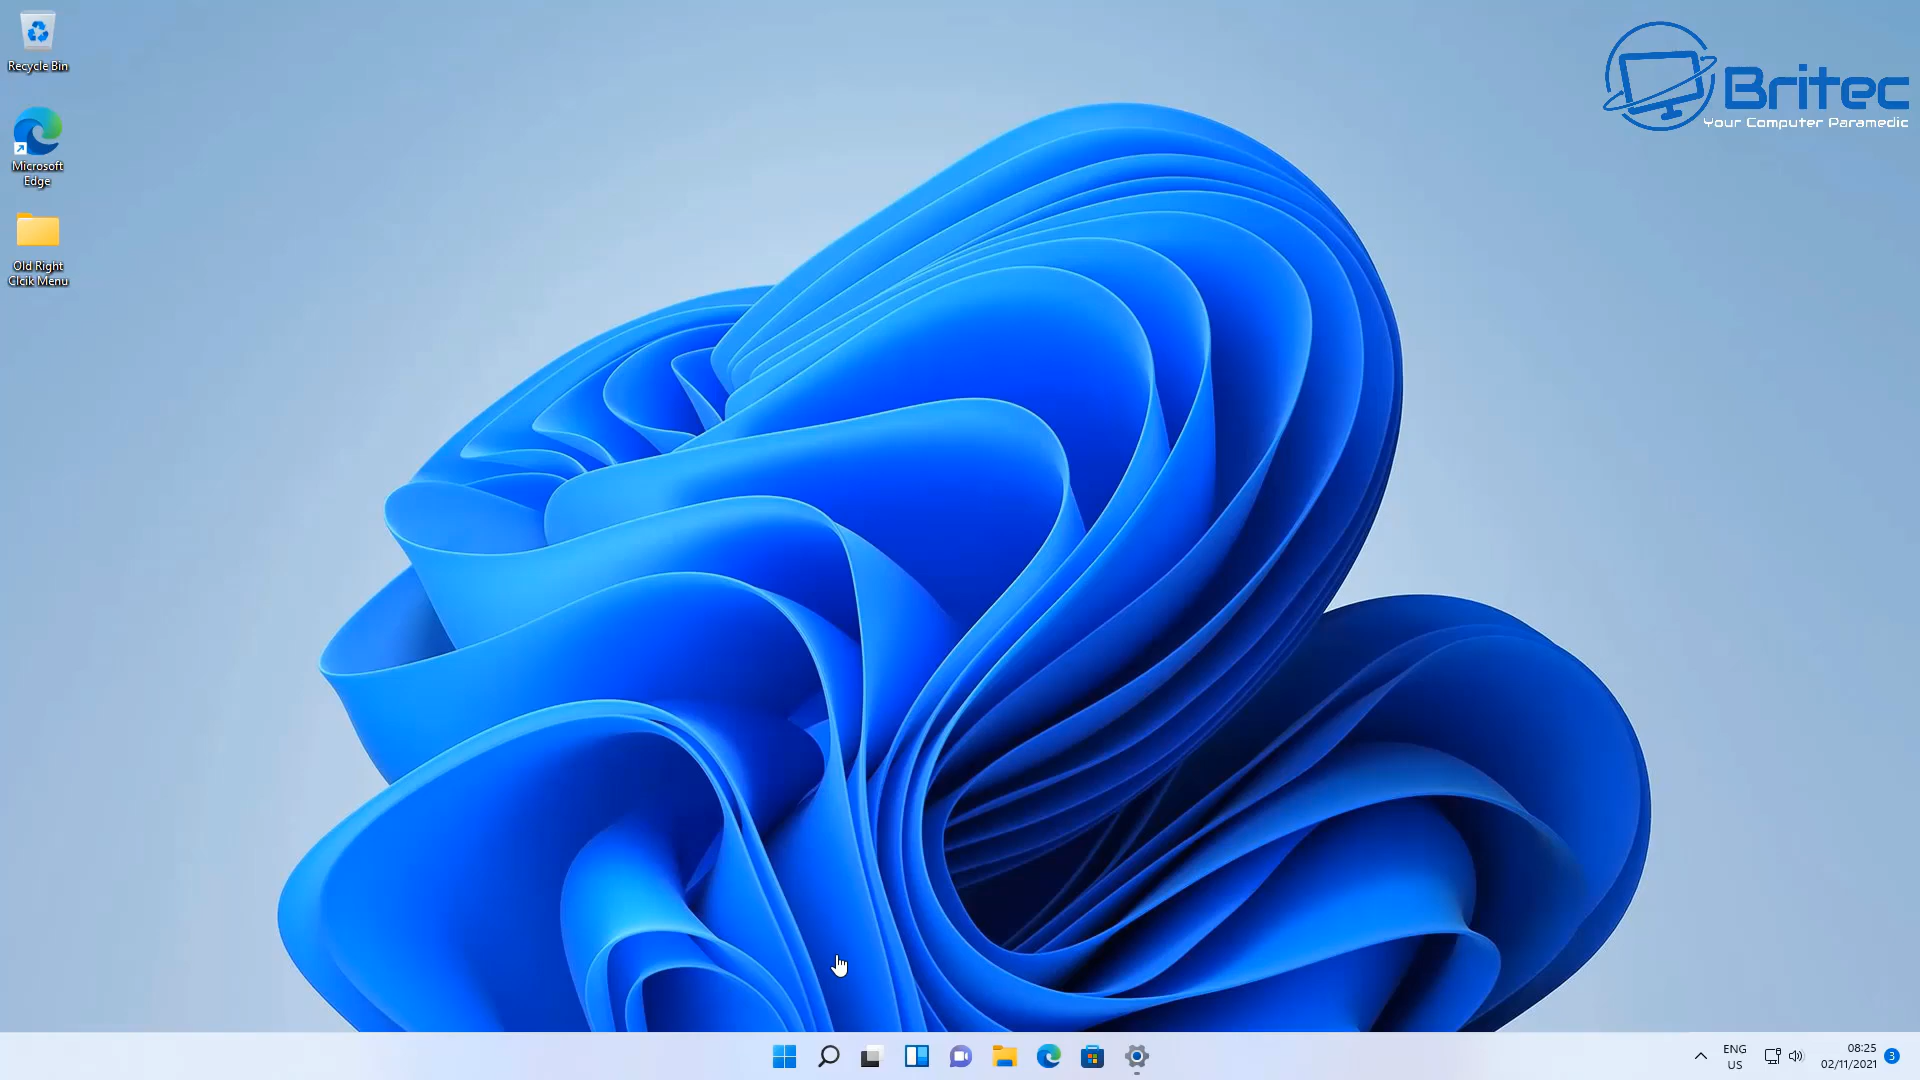 Recycle Bin
Microsoft
Edge
Old Right
Clcik Menu
Britec
Your Computer Paramedic
ENG
US
08:25
02/11/2021
3